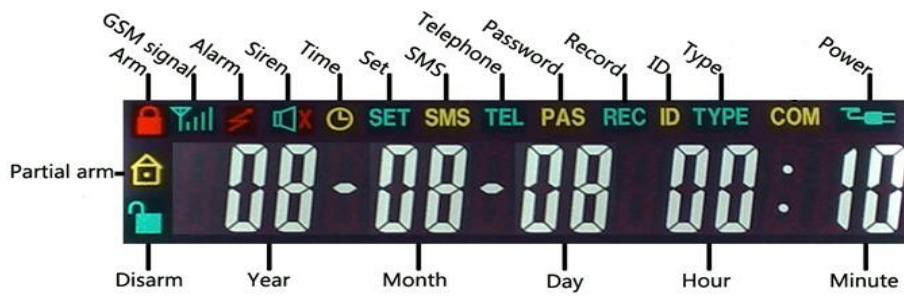 Arm
GSM signal
Alarm
Siren
Time
Set
SMS
Telephone
Password
Record
ID
Type
Power
SET SMS TEL PAS REC ID TYPE COM
Partial arm
08-08-08 00:10
Disarm Year Month Day Hour Minute